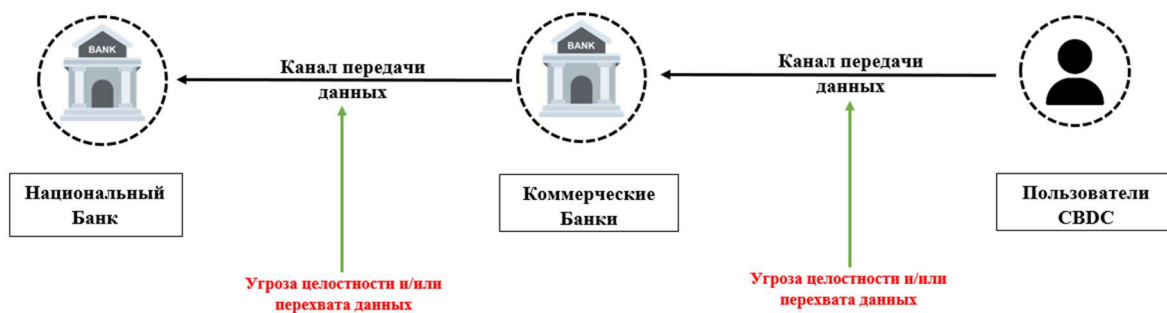 BANK
BANK
Канал передачи
данных
Канал передачи
данных
Национальный
Банк
Коммерческие
Банки
Пользователи
CBDC
Угроза целостности и/или
перехвата данных
Угроза целостности и/или
перехвата данных